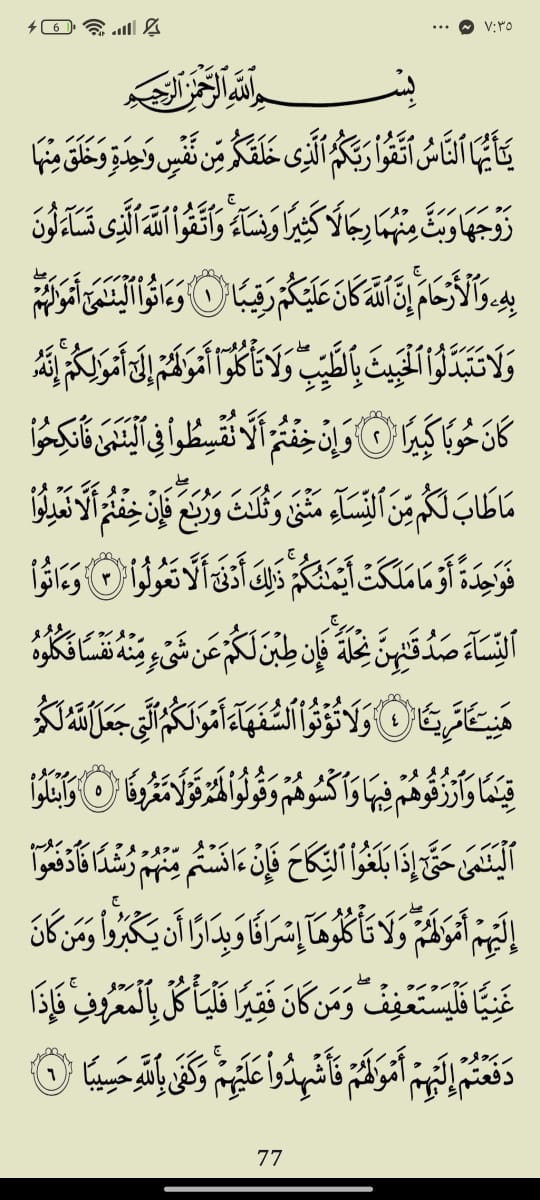 6 ٧:٣٥
بِسْمِ ٱللَّهِ ٱلرَّحْمَٰنِ ٱلرَّحِيمِ
يَٰٓأَيُّهَا ٱلنَّاسُ ٱتَّقُوا۟ رَبَّكُمُ ٱلَّذِى خَلَقَكُم مِّن نَّفْسٍ وَٰحِدَةٍ وَخَلَقَ مِنْهَا
زَوْجَهَا وَبَثَّ مِنْهُمَا رِجَالًا كَثِيرًا وَنِسَآءً ۚ وَٱتَّقُوا۟ ٱللَّهَ ٱلَّذِى تَسَآءَلُونَ
بِهِۦ وَٱلْأَرْحَامَ ۚ إِنَّ ٱللَّهَ كَانَ عَلَيْكُمْ رَقِيبًا ١ وَءَاتُوا۟ ٱلْيَتَٰمَىٰٓ أَمْوَٰلَهُمْ ۖ
وَلَا تَتَبَدَّلُوا۟ ٱلْخَبِيثَ بِٱلطَّيِّبِ ۖ وَلَا تَأْكُلُوٓا۟ أَمْوَٰلَهُمْ إِلَىٰٓ أَمْوَٰلِكُمْ ۚ إِنَّهُۥ
كَانَ حُوبًا كَبِيرًا ٢ وَإِنْ خِفْتُمْ أَلَّا تُقْسِطُوا۟ فِى ٱلْيَتَٰمَىٰ فَٱنكِحُوا۟
مَا طَابَ لَكُم مِّنَ ٱلنِّسَآءِ مَثْنَىٰ وَثُلَٰثَ وَرُبَٰعَ ۖ فَإِنْ خِفْتُمْ أَلَّا تَعْدِلُوا۟
فَوَٰحِدَةً أَوْ مَا مَلَكَتْ أَيْمَٰنُكُمْ ۚ ذَٰلِكَ أَدْنَىٰٓ أَلَّا تَعُولُوا۟ ٣ وَءَاتُوا۟
ٱلنِّسَآءَ صَدُقَٰتِهِنَّ نِحْلَةً ۚ فَإِن طِبْنَ لَكُمْ عَن شَىْءٍ مِّنْهُ نَفْسًا فَكُلُوهُ
هَنِيٓـًٔا مَّرِيٓـًٔا ٤ وَلَا تُؤْتُوا۟ ٱلسُّفَهَآءَ أَمْوَٰلَكُمُ ٱلَّتِى جَعَلَ ٱللَّهُ لَكُمْ
قِيَٰمًا وَٱرْزُقُوهُمْ فِيهَا وَٱكْسُوهُمْ وَقُولُوا۟ لَهُمْ قَوْلًا مَّعْرُوفًا ٥ وَٱبْتَلُوا۟
ٱلْيَتَٰمَىٰ حَتَّىٰٓ إِذَا بَلَغُوا۟ ٱلنِّكَاحَ فَإِنْ ءَانَسْتُم مِّنْهُمْ رُشْدًا فَٱدْفَعُوٓا۟
إِلَيْهِمْ أَمْوَٰلَهُمْ ۖ وَلَا تَأْكُلُوهَآ إِسْرَافًا وَبِدَارًا أَن يَكْبَرُوا۟ ۚ وَمَن كَانَ
غَنِيًّا فَلْيَسْتَعْفِفْ ۖ وَمَن كَانَ فَقِيرًا فَلْيَأْكُلْ بِٱلْمَعْرُوفِ ۚ فَإِذَا
دَفَعْتُمْ إِلَيْهِمْ أَمْوَٰلَهُمْ فَأَشْهِدُوا۟ عَلَيْهِمْ ۚ وَكَفَىٰ بِٱللَّهِ حَسِيبًا ٦
77